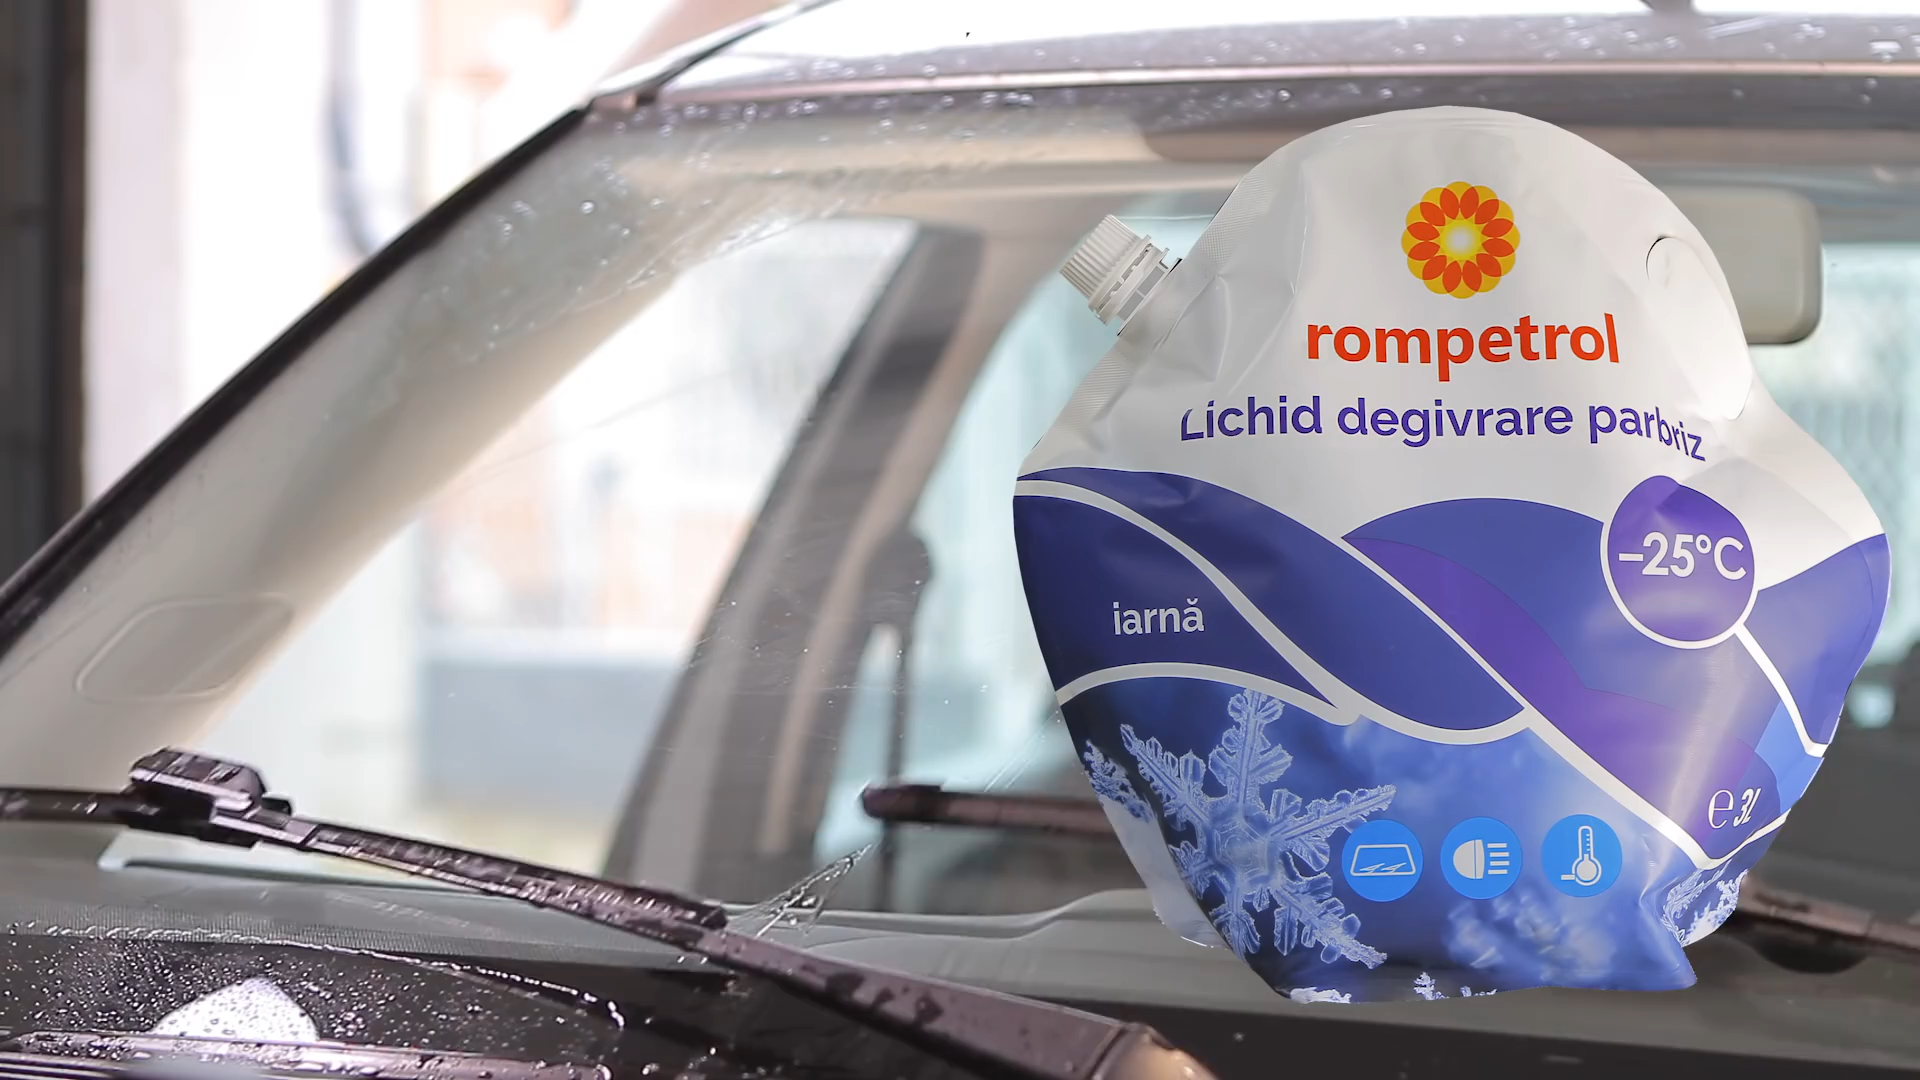 rompetrol
Lichid degivrare parbriz
–25°C
iarnă
℮ 3L